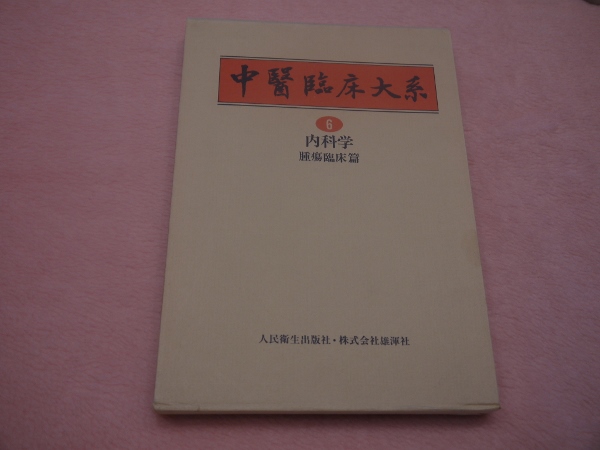 中醫臨床大系
6
内科学
腫瘍臨床篇
人民衛生出版社・株式会社雄渾社